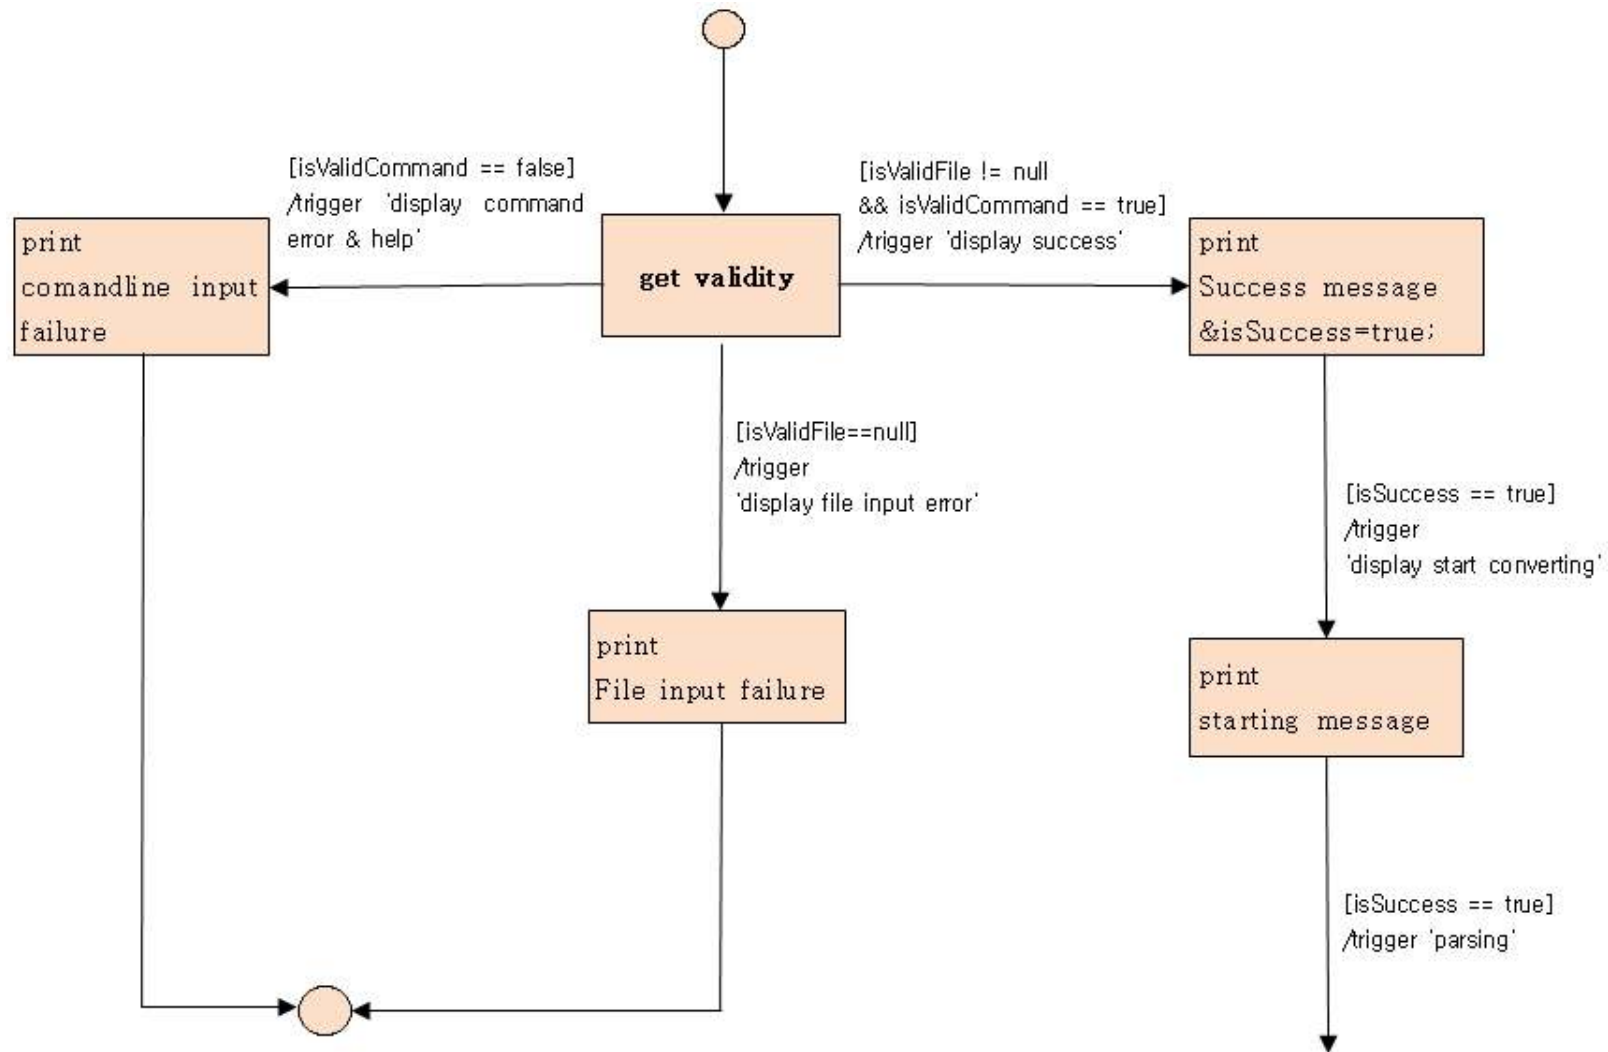 [isValidCommand == false]
/trigger 'display command
error & help'
[isValidFile != null
&& isValidCommand == true]
/trigger 'display success'
print
comandline input
failure
get validity
print
Success message
&isSuccess=true;
[isValidFile==null]
/trigger
'display file input error'
[isSuccess == true]
/trigger
'display start converting'
print
File input failure
print
starting message
[isSuccess == true]
/trigger 'parsing'